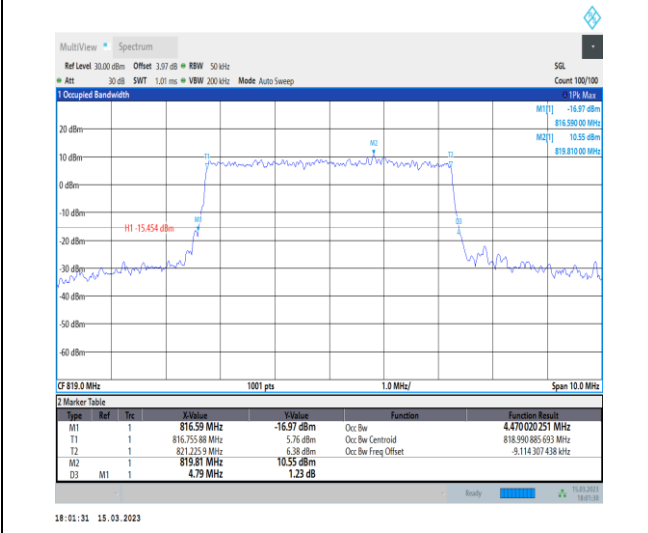 MultiView Spectrum
Ref Level 30.00 dBm Offset 3.97 dB RBW 50 kHz SGL
Att 30 dB SWT 1.01 ms VBW 200 kHz Mode Auto Sweep Count 100/100
1 Occupied Bandwidth 1Pk Max
M1[1] -16.97 dBm
816.590 00 MHz
M2[1] 10.55 dBm
819.810 00 MHz
20 dBm
M2
T1 T2
10 dBm
0 dBm
-10 dBm
M1 D3
H1 -15.454 dBm
-20 dBm
-30 dBm
-40 dBm
-50 dBm
-60 dBm
CF 819.0 MHz 1001 pts 1.0 MHz/ Span 10.0 MHz
2 Marker Table
Type Ref Trc X-Value Y-Value Function Function Result
M1 1 816.59 MHz -16.97 dBm Occ Bw 4.470 020 251 MHz
T1 1 816.755 88 MHz 5.76 dBm Occ Bw Centroid 818.990 885 693 MHz
T2 1 821.225 9 MHz 6.38 dBm Occ Bw Freq Offset -9.114 307 438 kHz
M2 1 819.81 MHz 10.55 dBm
D3 M1 1 4.79 MHz 1.23 dB
Ready 15.03.2023
18:01:30
18:01:31 15.03.2023